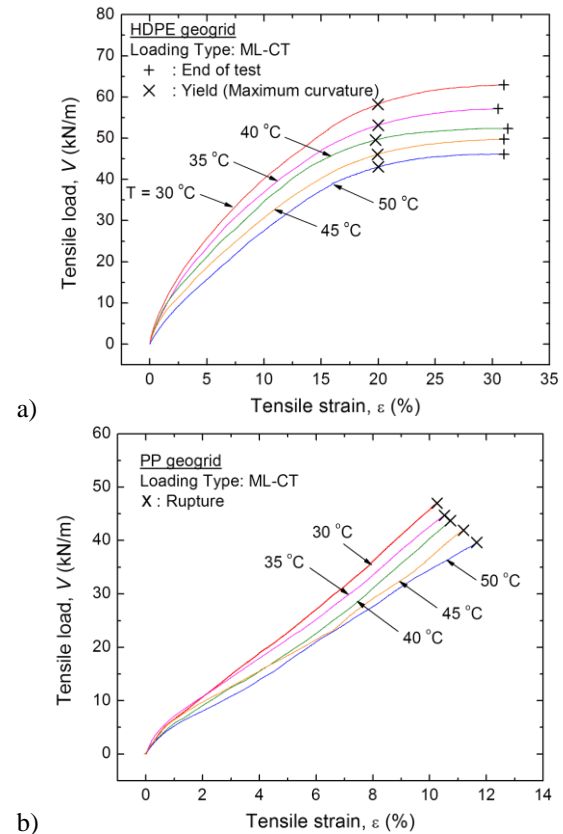 HDPE geogrid
Loading Type: ML-CT
+ : End of test
× : Yield (Maximum curvature)
40 °C
35 °C
T = 30 °C
50 °C
45 °C
80
70
60
50
40
30
20
10
0
Tensile load, V (kN/m)
0 5 10 15 20 25 30 35
Tensile strain, ε (%)
a)
PP geogrid
Loading Type: ML-CT
X : Rupture
30 °C
35 °C
50 °C
45 °C
40 °C
60
50
40
30
20
10
0
Tensile load, V (kN/m)
0 2 4 6 8 10 12 14
Tensile strain, ε (%)
b)